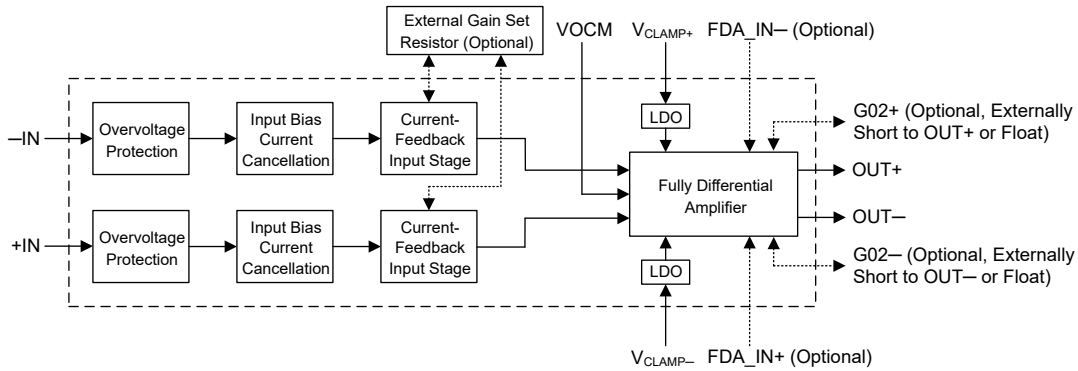 External Gain Set
Resistor (Optional)
VOCM
VCLAMP+
FDA_IN— (Optional)
—IN
Overvoltage
Protection
Input Bias
Current
Cancellation
Current-
Feedback
Input Stage
LDO
G02+ (Optional, Externally
Short to OUT+ or Float)
Fully Differential
Amplifier
OUT+
OUT—
+IN
Overvoltage
Protection
Input Bias
Current
Cancellation
Current-
Feedback
Input Stage
LDO
G02— (Optional, Externally
Short to OUT— or Float)
VCLAMP—
FDA_IN+ (Optional)